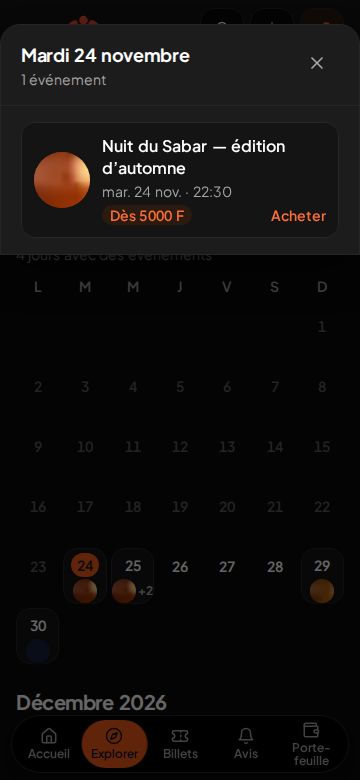 Mardi 24 novembre
1 événement
Nuit du Sabar — édition
d’automne
mar. 24 nov. · 22:30
Dès 5000 F
Acheter
4 jours avec des événements
L M M J V S D
1
2 3 4 5 6 7 8
9 10 11 12 13 14 15
16 17 18 19 20 21 22
23 24 25 26 27 28 29
+2
30
Décembre 2026
Accueil Explorer Billets Avis Porte-
feuille